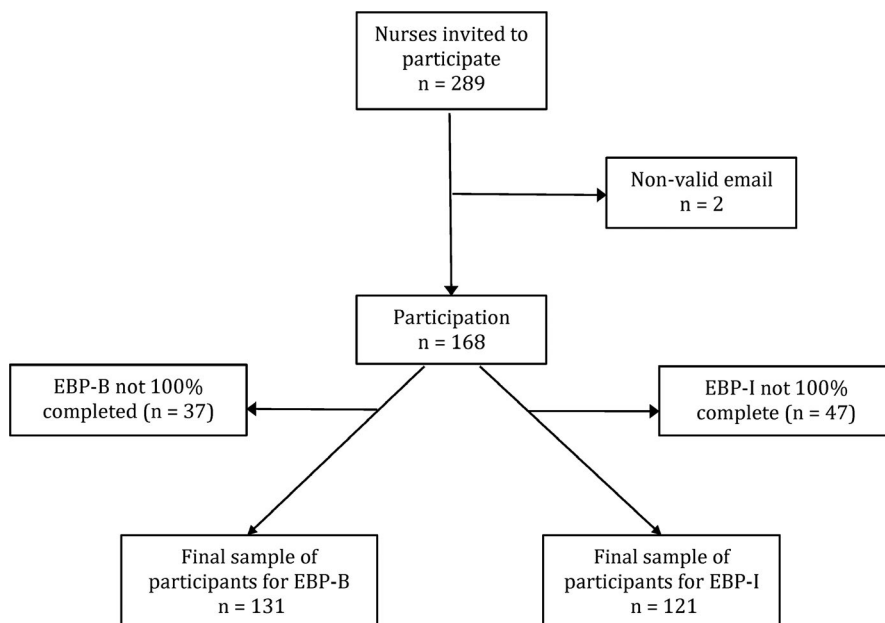 Nurses invited to
participate
n = 289
Non-valid email
n = 2
Participation
n = 168
EBP-B not 100%
completed (n = 37)
EBP-I not 100%
complete (n = 47)
Final sample of
participants for EBP-B
n = 131
Final sample of
participants for EBP-I
n = 121